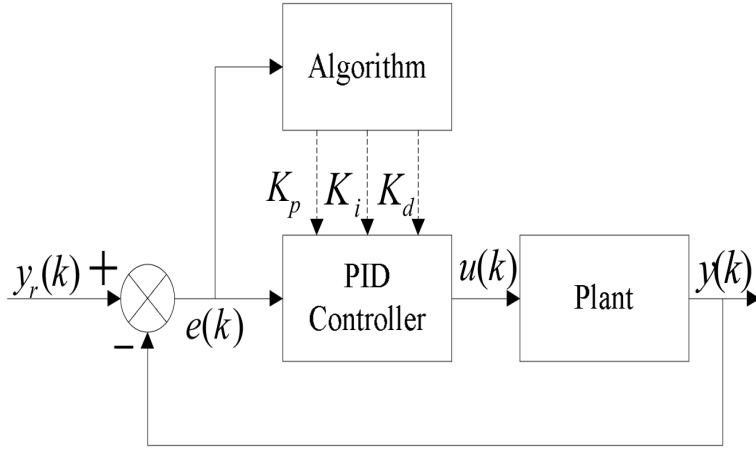 Algorithm
K_p K_i K_d
y_r(k) +
e(k)
PID
Controller
u(k)
Plant
y(k)
-